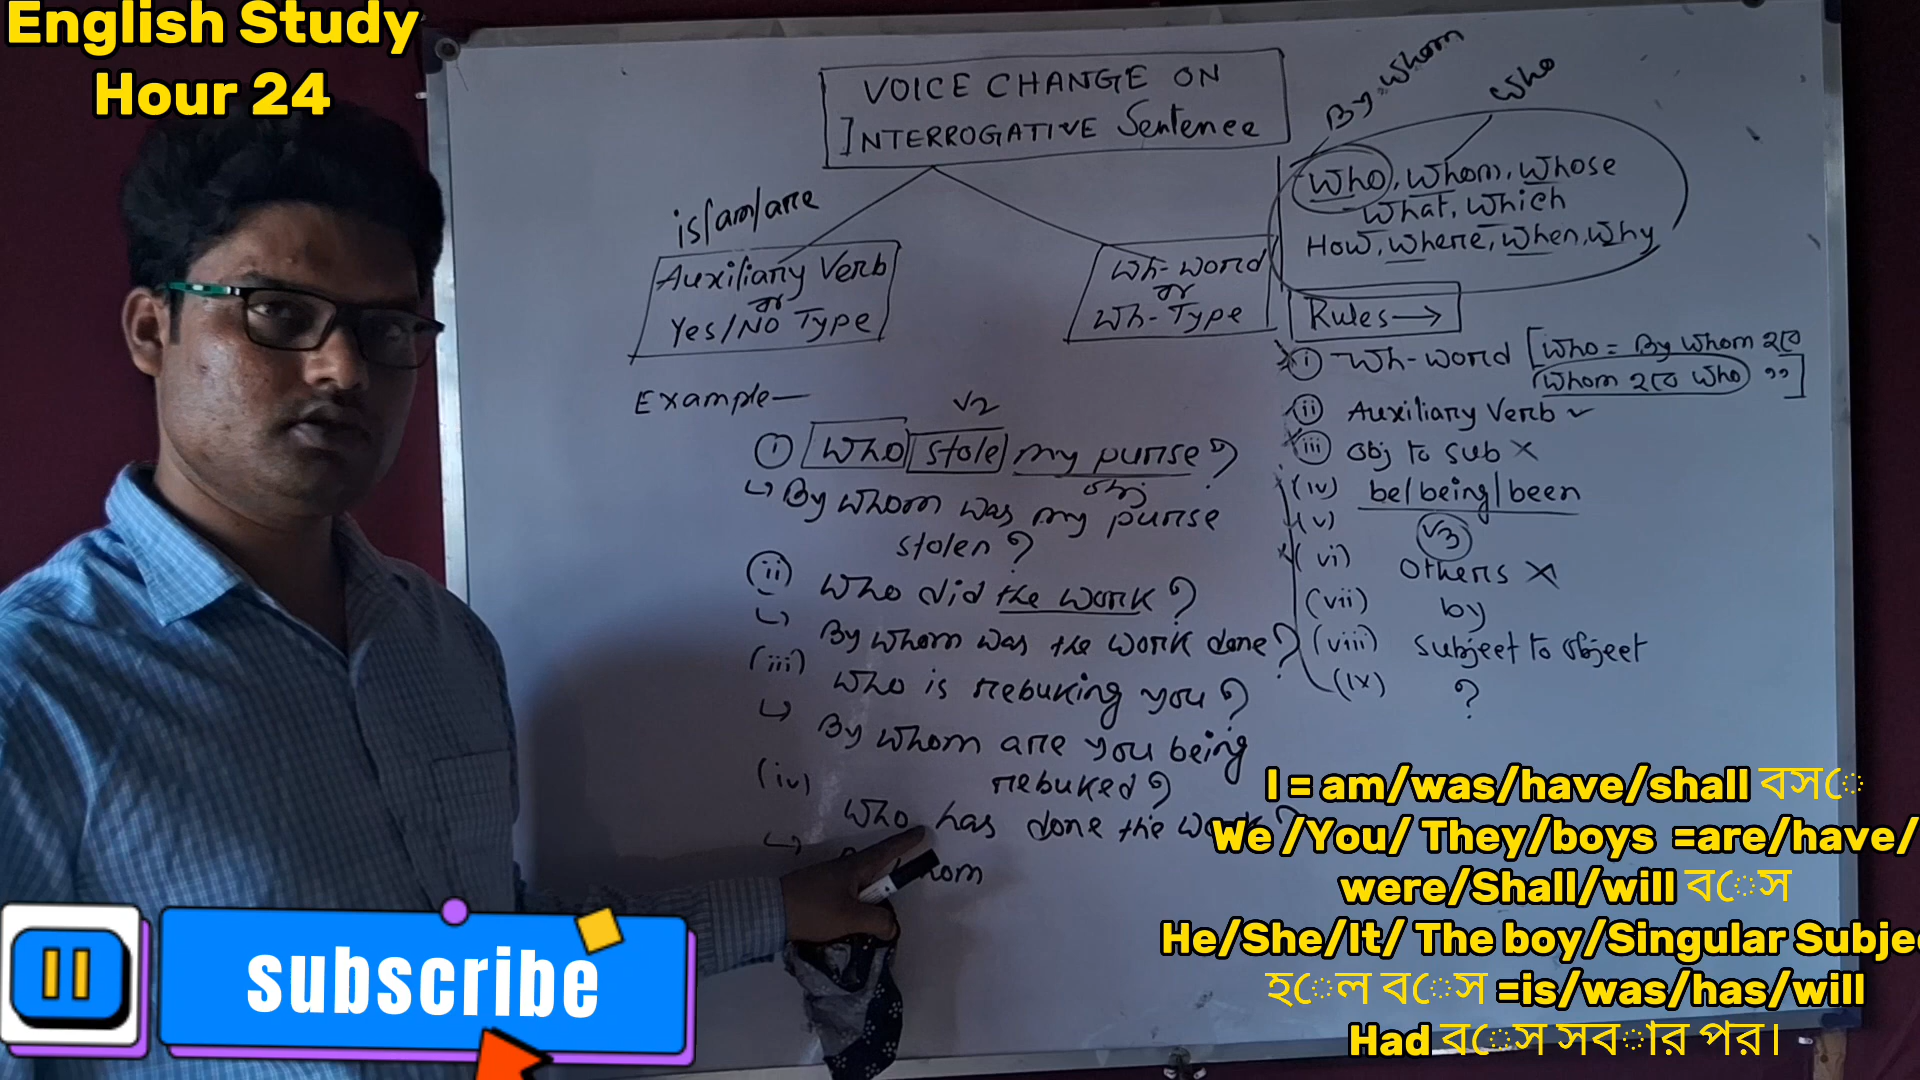 English Study
Hour 24
VOICE CHANGE ON
INTERROGATIVE Sentence
By whom
who
is/am/are
Who, Whom, Whose
What, Which
How, Where, When, Why
Auxiliary Verb
or
Yes/No Type
Wh-word
or
Wh-Type
Rules→
(i) Wh-word [Who = By whom হবে
Whom হবে Who ”]
(ii) Auxiliary Verb ✓
(iii) obj to sub ×
(iv) be/being/been
(v) V3
(vi) Others ×
(vii) by
(viii) subject to object
(ix) ?
Example—
V2
(i) Who stole my purse?
obj
↳ By whom was my purse
stolen?
(ii) Who did the work?
↳ By whom was the work done?
(iii) Who is rebuking you?
↳ By whom are you being
rebuked?
(iv) Who has done the work?
↳
I = am/was/have/shall বসে
We /You/ They/boys =are/have/
were/Shall/will বেস
He/She/It/ The boy/Singular Subje
হেল বেস =is/was/has/will
Had বেস সবার পর।
subscribe